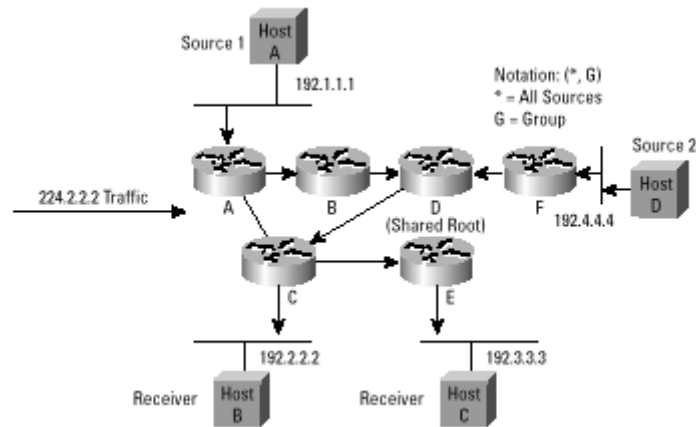 Source 1
Host
A
192.1.1.1
Notation: (*, G)
* = All Sources
G = Group
Source 2
Host
D
192.4.4.4
224.2.2.2 Traffic
A
B
D
F
(Shared Root)
C
E
192.2.2.2
192.3.3.3
Receiver
Host
B
Receiver
Host
C